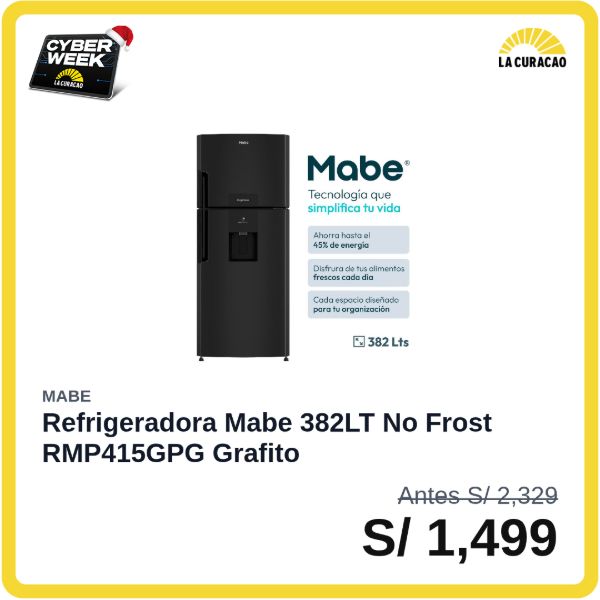 CYBER
WEEK
LA CURACAO
LA CURACAO
Mabe®
Tecnología que
simplifica tu vida
Ahorra hasta el
45% de energía
Disfrura de tus alimentos
frescos cada día
Cada espacio diseñado
para tu organización
382 Lts
Mabe
MABE
Refrigeradora Mabe 382LT No Frost
RMP415GPG Grafito
Antes S/ 2,329
S/ 1,499